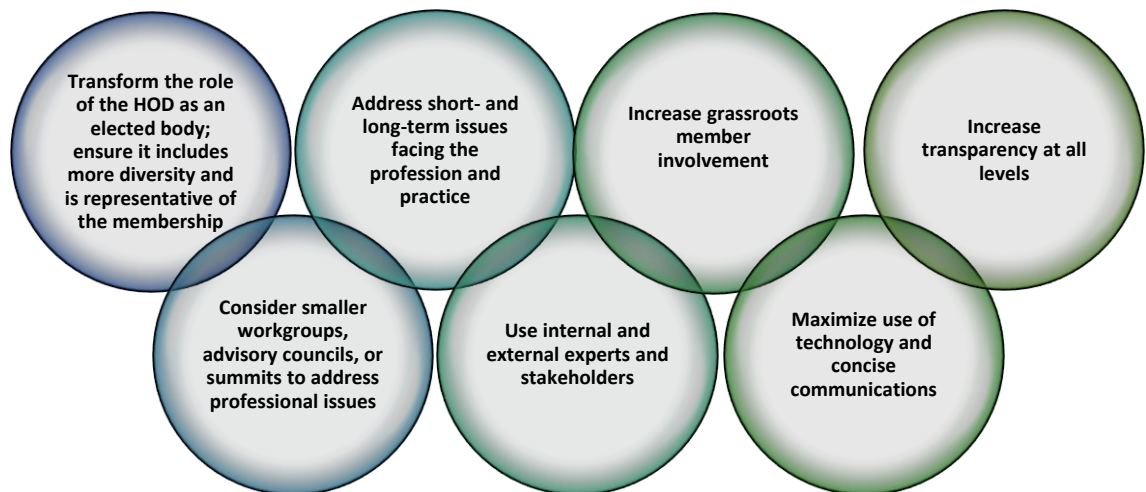 Transform the role
of the HOD as an
elected body;
ensure it includes
more diversity and
is representative of
the membership
Consider smaller
workgroups,
advisory councils, or
summits to address
professional issues
Address short- and
long-term issues
facing the
profession and
practice
Use internal and
external experts and
stakeholders
Increase grassroots
member
involvement
Maximize use of
technology and
concise
communications
Increase
transparency at all
levels